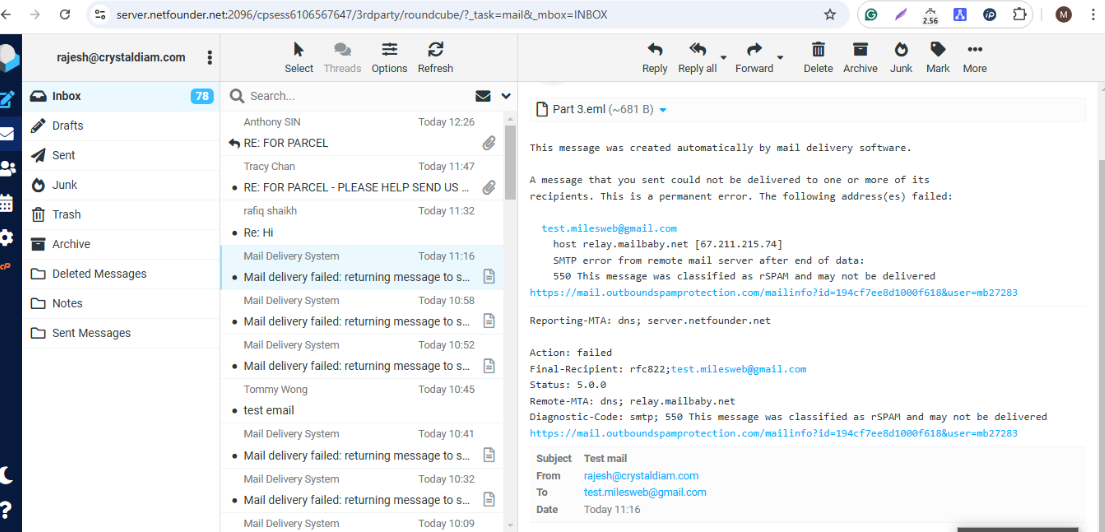 server.netfounder.net:2096/cpsess6106567647/3rdparty/roundcube/?_task=mail&_mbox=INBOX
2.56
M
rajesh@crystaldiam.com
Select
Threads
Options
Refresh
Reply
Reply all
Forward
Delete
Archive
Junk
Mark
More
Inbox
78
Drafts
Sent
Junk
Trash
Archive
Deleted Messages
Notes
Sent Messages
cP
Search...
Anthony SIN Today 12:26
RE: FOR PARCEL
Tracy Chan Today 11:47
RE: FOR PARCEL - PLEASE HELP SEND US ...
rafiq shaikh Today 11:32
Re: Hi
Mail Delivery System Today 11:16
Mail delivery failed: returning message to s...
Mail Delivery System Today 10:58
Mail delivery failed: returning message to s...
Mail Delivery System Today 10:52
Mail delivery failed: returning message to s...
Tommy Wong Today 10:45
test email
Mail Delivery System Today 10:41
Mail delivery failed: returning message to s...
Mail Delivery System Today 10:32
Mail delivery failed: returning message to s...
Mail Delivery System Today 10:09
Part 3.eml (~681 B)
This message was created automatically by mail delivery software.
A message that you sent could not be delivered to one or more of its
recipients. This is a permanent error. The following address(es) failed:
test.milesweb@gmail.com
host relay.mailbaby.net [67.211.215.74]
SMTP error from remote mail server after end of data:
550 This message was classified as rSPAM and may not be delivered
https://mail.outboundspamprotection.com/mailinfo?id=194cf7ee8d1000f618&user=mb27283
Reporting-MTA: dns; server.netfounder.net
Action: failed
Final-Recipient: rfc822;test.milesweb@gmail.com
Status: 5.0.0
Remote-MTA: dns; relay.mailbaby.net
Diagnostic-Code: smtp; 550 This message was classified as rSPAM and may not be delivered
https://mail.outboundspamprotection.com/mailinfo?id=194cf7ee8d1000f618&user=mb27283
Subject Test mail
From rajesh@crystaldiam.com
To test.milesweb@gmail.com
Date Today 11:16